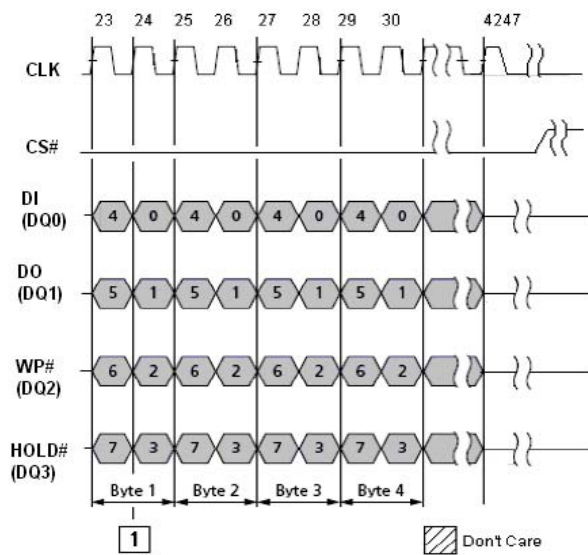 23 24 25 26 27 28 29 30 4247
CLK
CS#
DI
(DQ0)
4 0 4 0 4 0 4 0
DO
(DQ1)
5 1 5 1 5 1 5 1
WP#
(DQ2)
6 2 6 2 6 2 6 2
HOLD#
(DQ3)
7 3 7 3 7 3 7 3
Byte 1 Byte 2 Byte 3 Byte 4
1
Don't Care